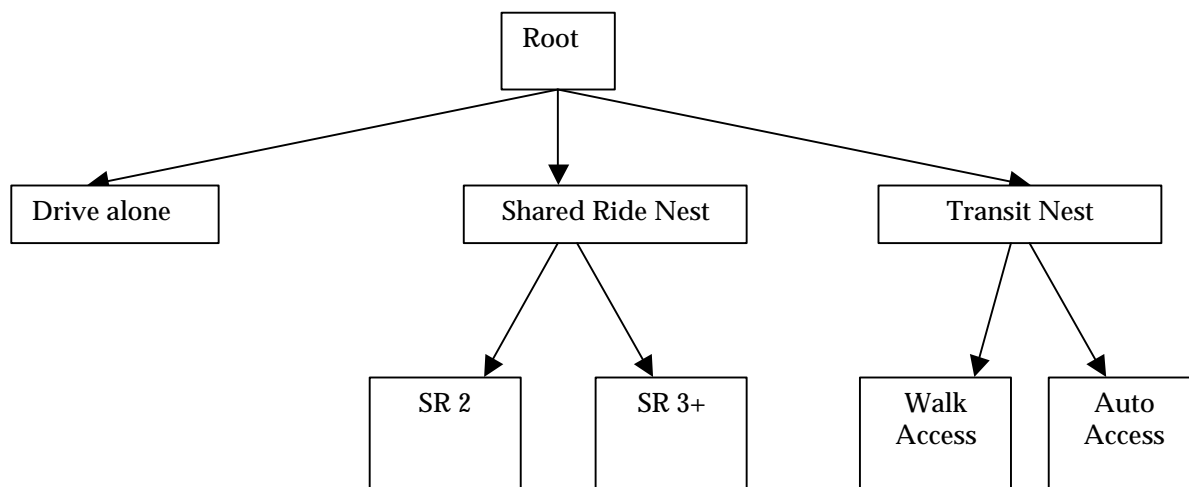 Root
Drive alone
Shared Ride Nest
Transit Nest
SR 2
SR 3+
Walk
Access
Auto
Access